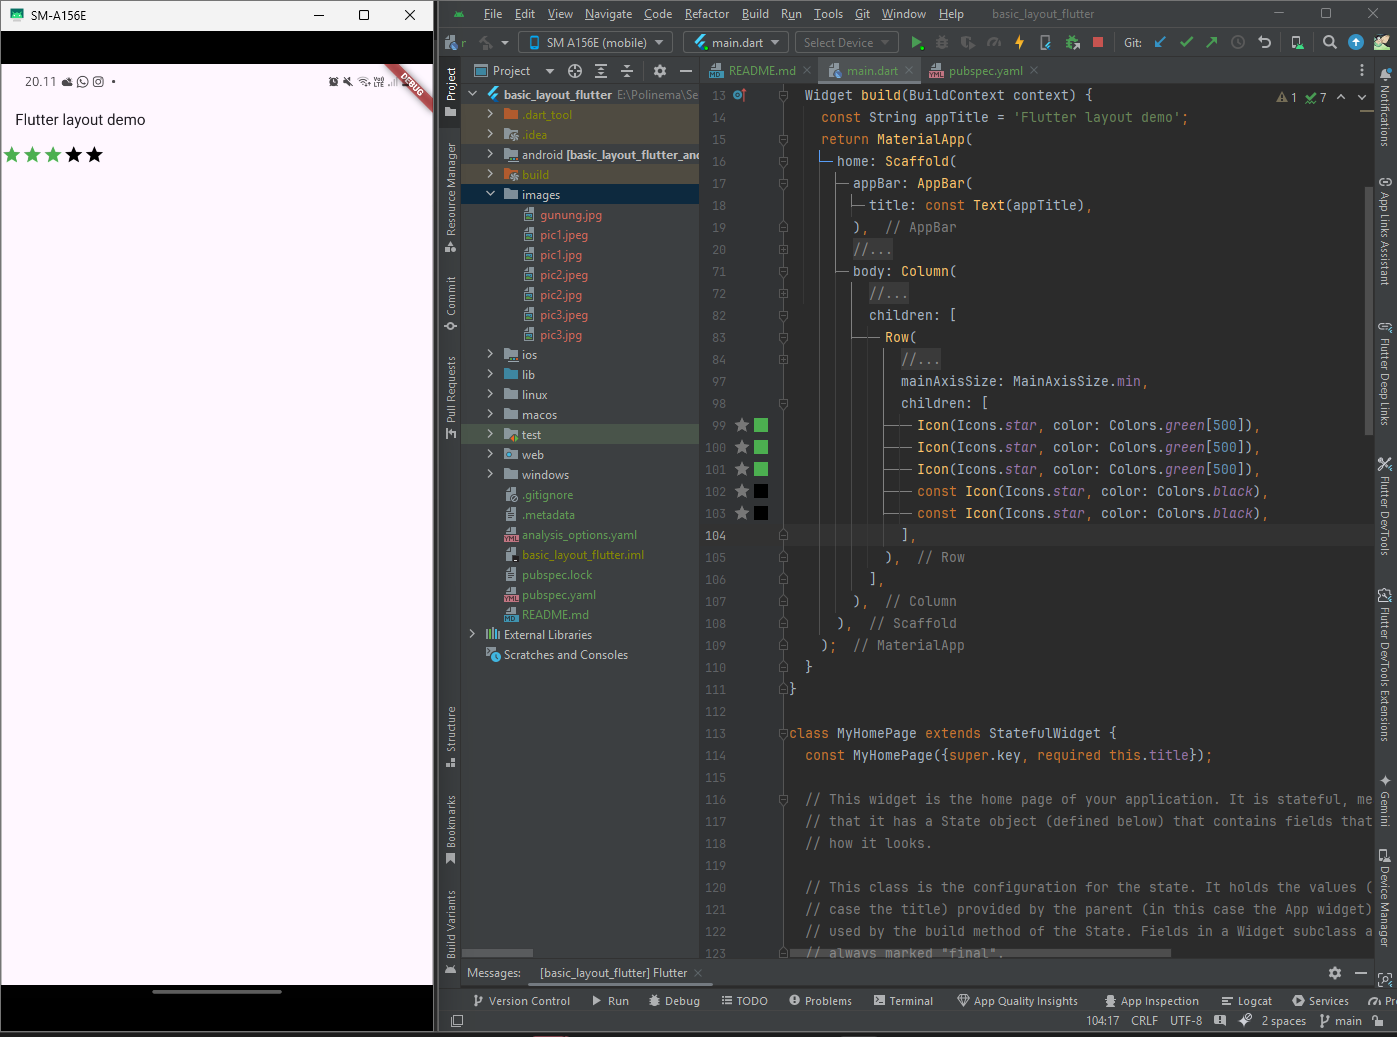 SM-A156E
20.11
DEBUG
Flutter layout demo
File Edit View Navigate Code Refactor Build Run Tools Git Window Help basic_layout_flutter
SM A156E (mobile) main.dart Select Device Git:
Project
README.md main.dart pubspec.yaml
basic_layout_flutter E:\Polinema\Se
.dart_tool
.idea
android [basic_layout_flutter_and
build
images
gunung.jpg
pic1.jpeg
pic1.jpg
pic2.jpeg
pic2.jpg
pic3.jpeg
pic3.jpg
ios
lib
linux
macos
test
web
windows
.gitignore
.metadata
analysis_options.yaml
basic_layout_flutter.iml
pubspec.lock
pubspec.yaml
README.md
External Libraries
Scratches and Consoles
Project
Resource Manager
Commit
Pull Requests
Structure
Bookmarks
Build Variants
1 7
13 Widget build(BuildContext context) {
14 const String appTitle = 'Flutter layout demo';
15 return MaterialApp(
16 home: Scaffold(
17 appBar: AppBar(
18 title: const Text(appTitle),
19 ), // AppBar
20 //...
71 body: Column(
72 //...
82 children: [
83 Row(
84 //...
97 mainAxisSize: MainAxisSize.min,
98 children: [
99 Icon(Icons.star, color: Colors.green[500]),
100 Icon(Icons.star, color: Colors.green[500]),
101 Icon(Icons.star, color: Colors.green[500]),
102 const Icon(Icons.star, color: Colors.black),
103 const Icon(Icons.star, color: Colors.black),
104 ],
105 ), // Row
106 ],
107 ), // Column
108 ), // Scaffold
109 ); // MaterialApp
110 }
111 }
112
113 class MyHomePage extends StatefulWidget {
114 const MyHomePage({super.key, required this.title});
115
116 // This widget is the home page of your application. It is stateful, me
117 // that it has a State object (defined below) that contains fields that
118 // how it looks.
119
120 // This class is the configuration for the state. It holds the values (
121 // case the title) provided by the parent (in this case the App widget)
122 // used by the build method of the State. Fields in a Widget subclass a
123 // always marked "final".
Notifications
App Links Assistant
Flutter Deep Links
Flutter DevTools
Flutter DevTools Extensions
Gemini
Device Manager
Messages: [basic_layout_flutter] Flutter
Version Control Run Debug TODO Problems Terminal App Quality Insights App Inspection Logcat Services Pr
104:17 CRLF UTF-8 2 spaces main